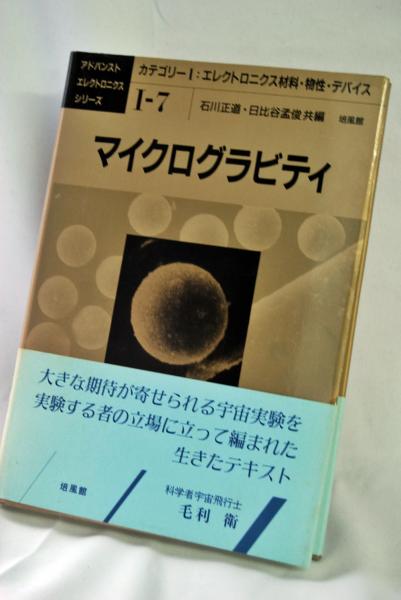 アドバンスト
エレクトロニクス
シリーズ
カテゴリーI：エレクトロニクス材料・物性・デバイス
I-7
石川正道・日比谷孟俊共編
培風館
マイクログラビティ
大きな期待が寄せられる宇宙実験を
実験する者の立場に立って編まれた
生きたテキスト
科学者宇宙飛行士
毛利 衛
培風館